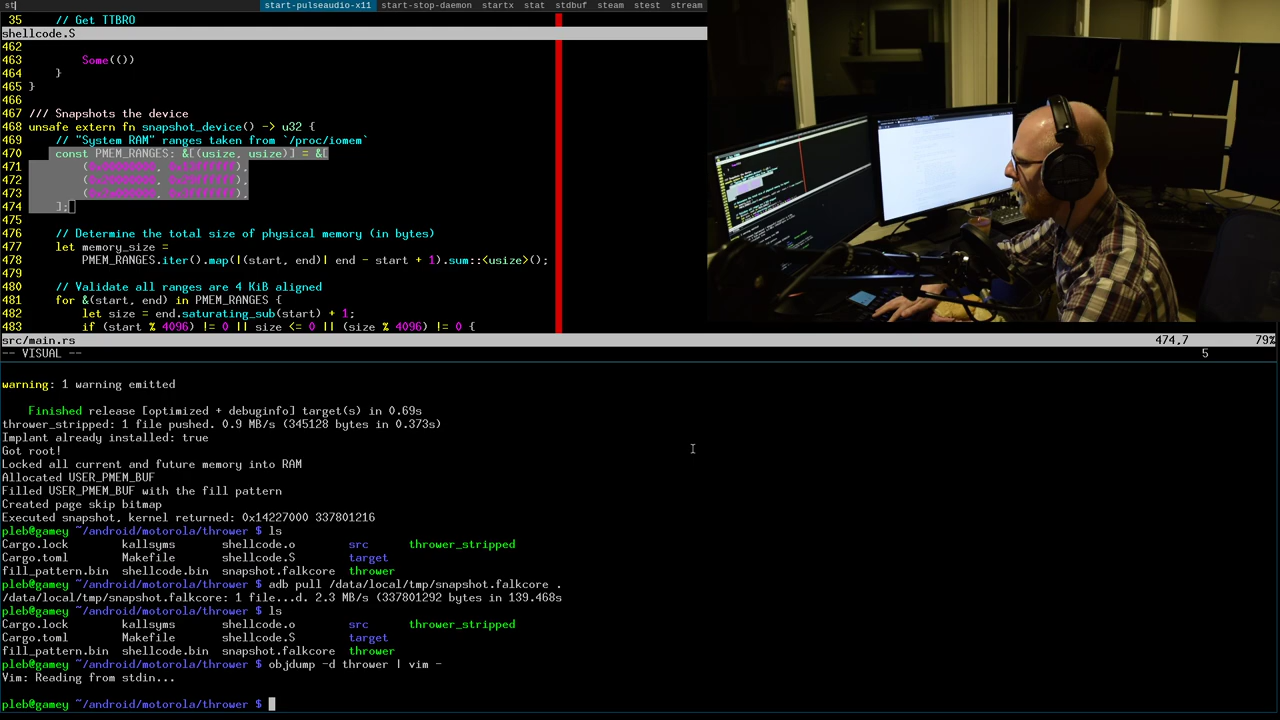 st start-pulseaudio-x11 start-stop-daemon startx stat stdbuf steam stest stream
35 // Get TTBR0
shellcode.S
462
463 Some(())
464 }
465 }
466
467 /// Snapshots the device
468 unsafe extern fn snapshot_device() -> u32 {
469 // "System RAM" ranges taken from `/proc/iomem`
470 const PMEM_RANGES: &[(usize, usize)] = &[
471
472
473
474 ];
475
476 // Determine the total size of physical memory (in bytes)
477 let memory_size =
478 PMEM_RANGES.iter().map(|(start, end)| end - start + 1).sum::<usize>();
479
480 // Validate all ranges are 4 KiB aligned
481 for &(start, end) in PMEM_RANGES {
482 let size = end.saturating_sub(start) + 1;
483 if (start % 4096) != 0 || size <= 0 || (size % 4096) != 0 {
src/main.rs 474,7 79%
-- VISUAL -- 5
warning: 1 warning emitted
Finished release [optimized + debuginfo] target(s) in 0.69s
thrower_stripped: 1 file pushed. 0.9 MB/s (345128 bytes in 0.373s)
Implant already installed: true
Got root!
Locked all current and future memory into RAM
Allocated USER_PMEM_BUF
Filled USER_PMEM_BUF with the fill pattern
Created page skip bitmap
Executed snapshot, kernel returned: 0x14227000 337801216
pleb@gamey ~/android/motorola/thrower $ ls
Cargo.lock kallsyms shellcode.o src thrower_stripped
Cargo.toml Makefile shellcode.S target
fill_pattern.bin shellcode.bin snapshot.falkcore thrower
pleb@gamey ~/android/motorola/thrower $ adb pull /data/local/tmp/snapshot.falkcore .
/data/local/tmp/snapshot.falkcore: 1 file...d. 2.3 MB/s (337801292 bytes in 139.468s
pleb@gamey ~/android/motorola/thrower $ ls
Cargo.lock kallsyms shellcode.o src thrower_stripped
Cargo.toml Makefile shellcode.S target
fill_pattern.bin shellcode.bin snapshot.falkcore thrower
pleb@gamey ~/android/motorola/thrower $ objdump -d thrower | vim -
Vim: Reading from stdin...
pleb@gamey ~/android/motorola/thrower $